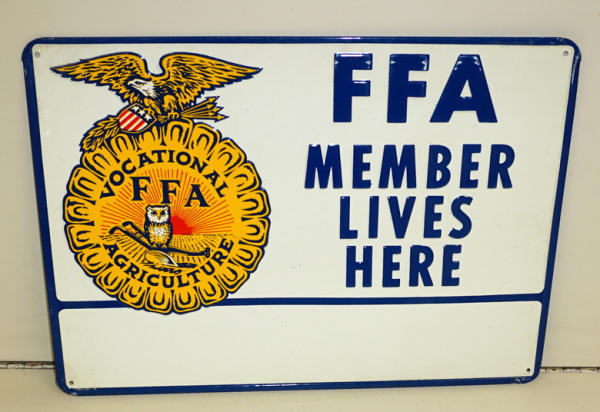 VOCATIONAL
FFA
AGRICULTURE
FFA
MEMBER
LIVES
HERE